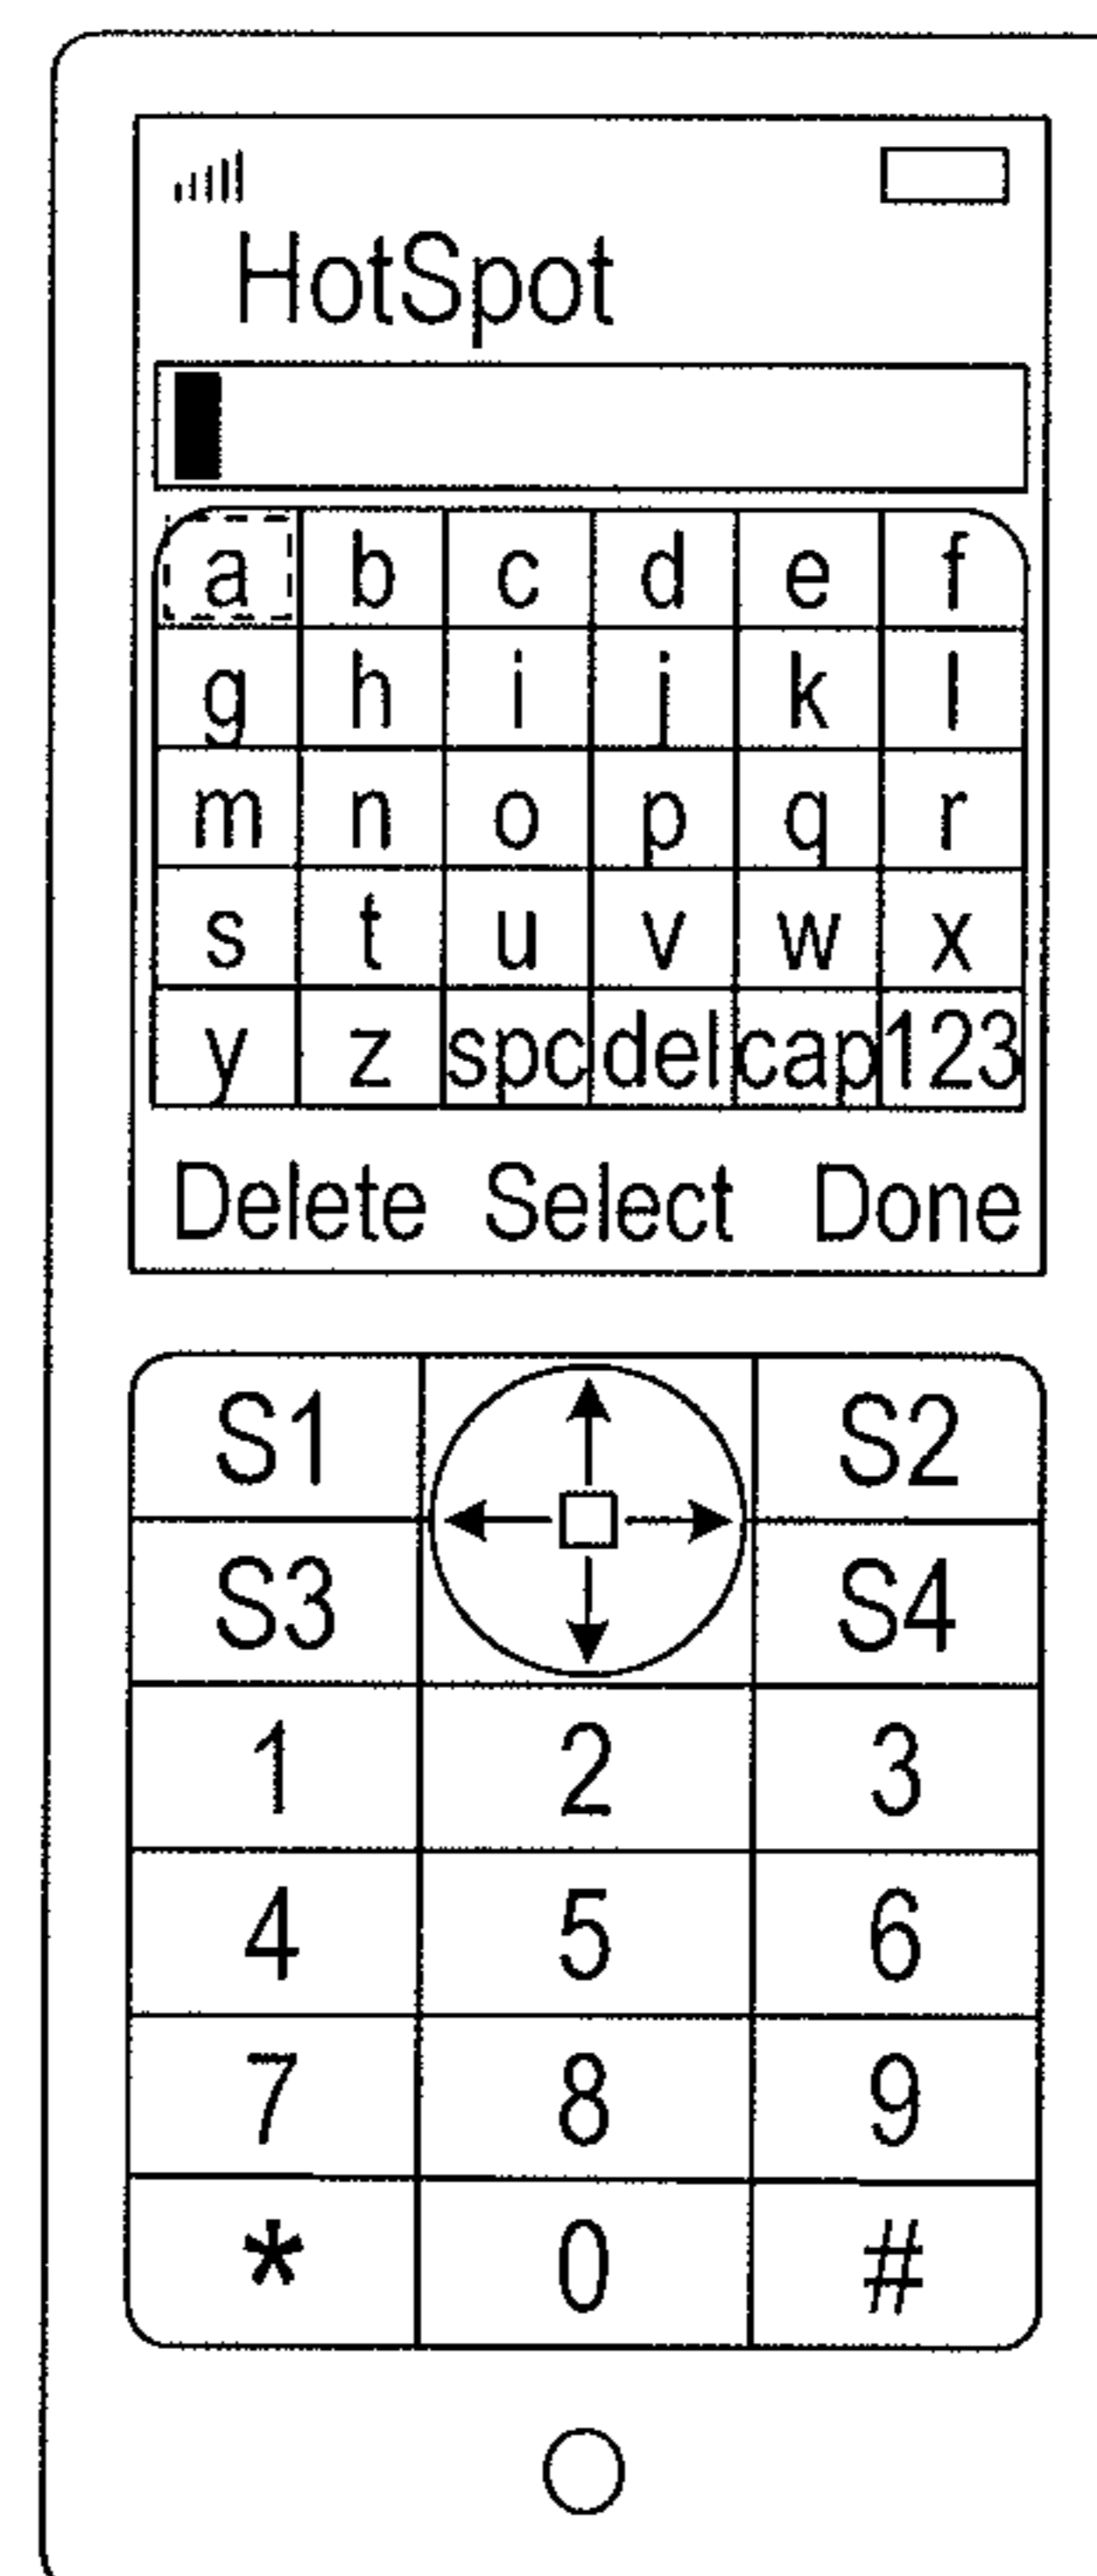 HotSpot
a b c d e f
g h i j k l
m n o p q r
s t u v w x
y z spc del cap 123
Delete Select Done
S1 S2
S3 S4
1 2 3
4 5 6
7 8 9
* 0 #